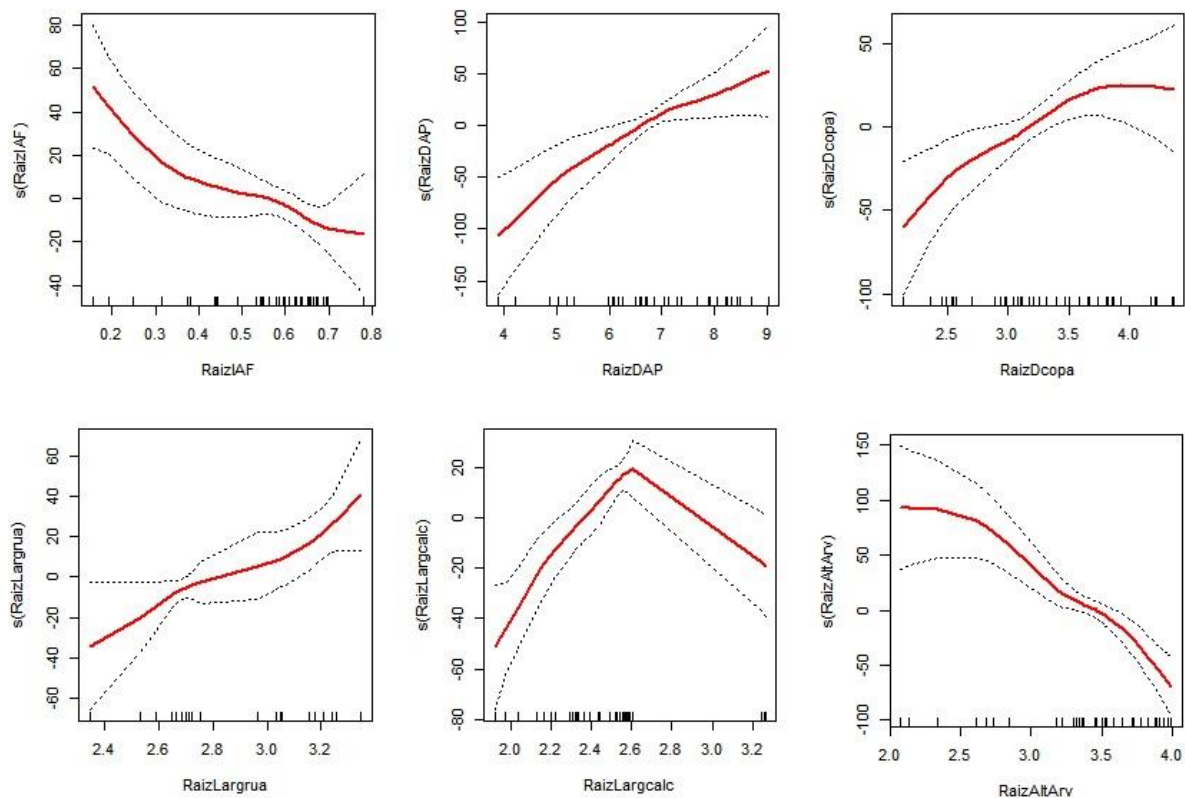 s(RaizIAF)
80
60
40
20
0
-20
-40
0.2 0.3 0.4 0.5 0.6 0.7 0.8
RaizIAF
s(RaizDAP)
100
50
0
-50
-100
-150
4 5 6 7 8 9
RaizDAP
s(RaizDcopa)
50
0
-50
-100
2.5 3.0 3.5 4.0
RaizDcopa
s(RaizLargrua)
60
40
20
0
-20
-40
-60
2.4 2.6 2.8 3.0 3.2
RaizLargrua
s(RaizLargcalc)
20
0
-20
-40
-60
-80
2.0 2.2 2.4 2.6 2.8 3.0 3.2
RaizLargcalc
s(RaizAltArv)
150
100
50
0
-50
-100
2.0 2.5 3.0 3.5 4.0
RaizAltArv